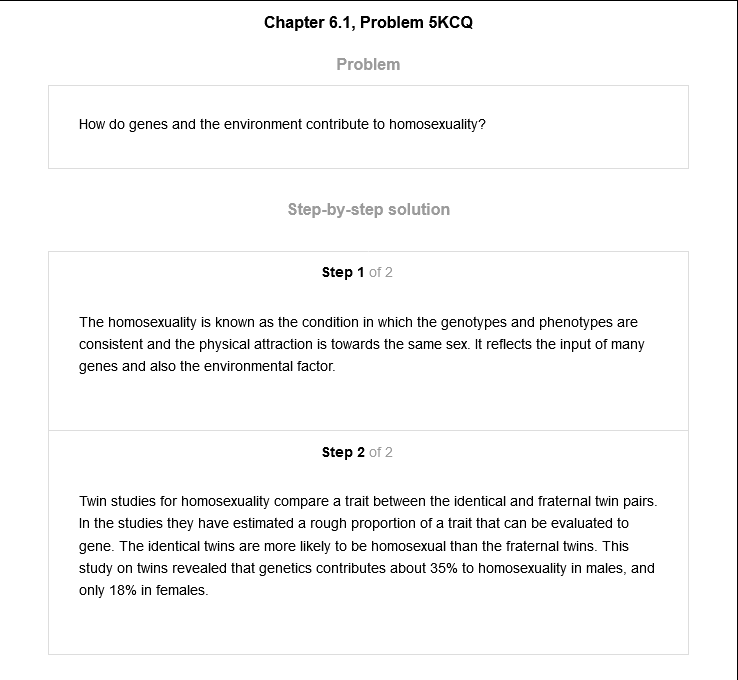 Chapter 6.1, Problem 5KCQ
Problem
How do genes and the environment contribute to homosexuality?
Step-by-step solution
Step 1 of 2
The homosexuality is known as the condition in which the genotypes and phenotypes are
consistent and the physical attraction is towards the same sex. It reflects the input of many
genes and also the environmental factor.
Step 2 of 2
Twin studies for homosexuality compare a trait between the identical and fraternal twin pairs.
In the studies they have estimated a rough proportion of a trait that can be evaluated to
gene. The identical twins are more likely to be homosexual than the fraternal twins. This
study on twins revealed that genetics contributes about 35% to homosexuality in males, and
only 18% in females.